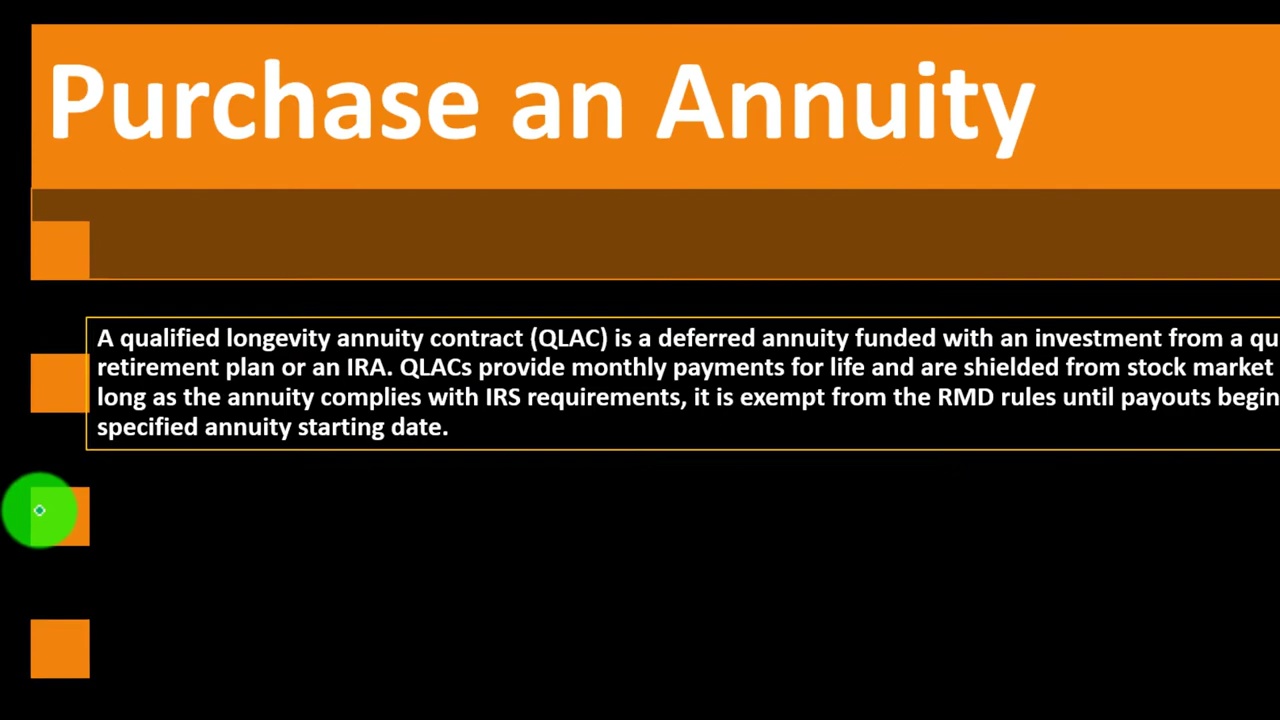 Purchase an Annuity
A qualified longevity annuity contract (QLAC) is a deferred annuity funded with an investment from a
retirement plan or an IRA. QLACs provide monthly payments for life and are shielded from stock market
long as the annuity complies with IRS requirements, it is exempt from the RMD rules until payouts begin
specified annuity starting date.